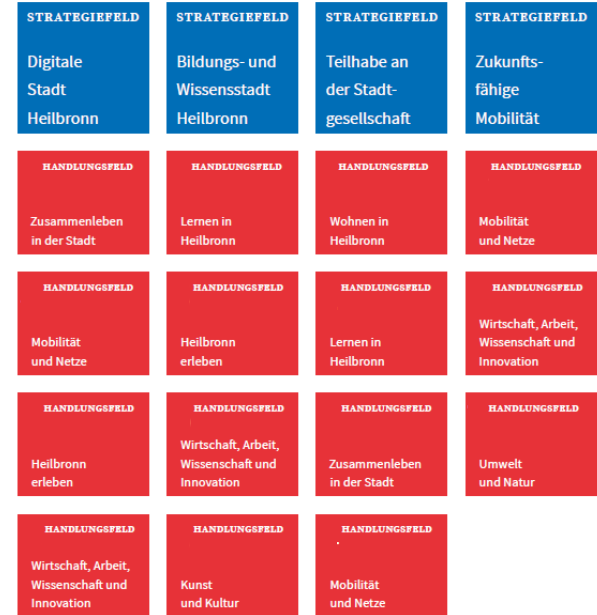 STRATEGIEFELD
Digitale
Stadt
Heilbronn
STRATEGIEFELD
Bildungs- und
Wissensstadt
Heilbronn
STRATEGIEFELD
Teilhabe an
der Stadt-
gesellschaft
STRATEGIEFELD
Zukunfts-
fähige
Mobilität
HANDLUNGSFELD
Zusammenleben
in der Stadt
HANDLUNGSFELD
Lernen in
Heilbronn
HANDLUNGSFELD
Wohnen in
Heilbronn
HANDLUNGSFELD
Mobilität
und Netze
HANDLUNGSFELD
Mobilität
und Netze
HANDLUNGSFELD
Heilbronn
erleben
HANDLUNGSFELD
Lernen in
Heilbronn
HANDLUNGSFELD
Wirtschaft, Arbeit,
Wissenschaft und
Innovation
HANDLUNGSFELD
Heilbronn
erleben
HANDLUNGSFELD
Wirtschaft, Arbeit,
Wissenschaft und
Innovation
HANDLUNGSFELD
Zusammenleben
in der Stadt
HANDLUNGSFELD
Umwelt
und Natur
HANDLUNGSFELD
Wirtschaft, Arbeit,
Wissenschaft und
Innovation
HANDLUNGSFELD
Kunst
und Kultur
HANDLUNGSFELD
Mobilität
und Netze